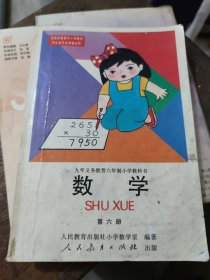 265
× 30
7950
九年义务教育六年制小学教科书
数学
SHU XUE
第六册
人民教育出版社小学数学室 编著
人民教育出版社 出版